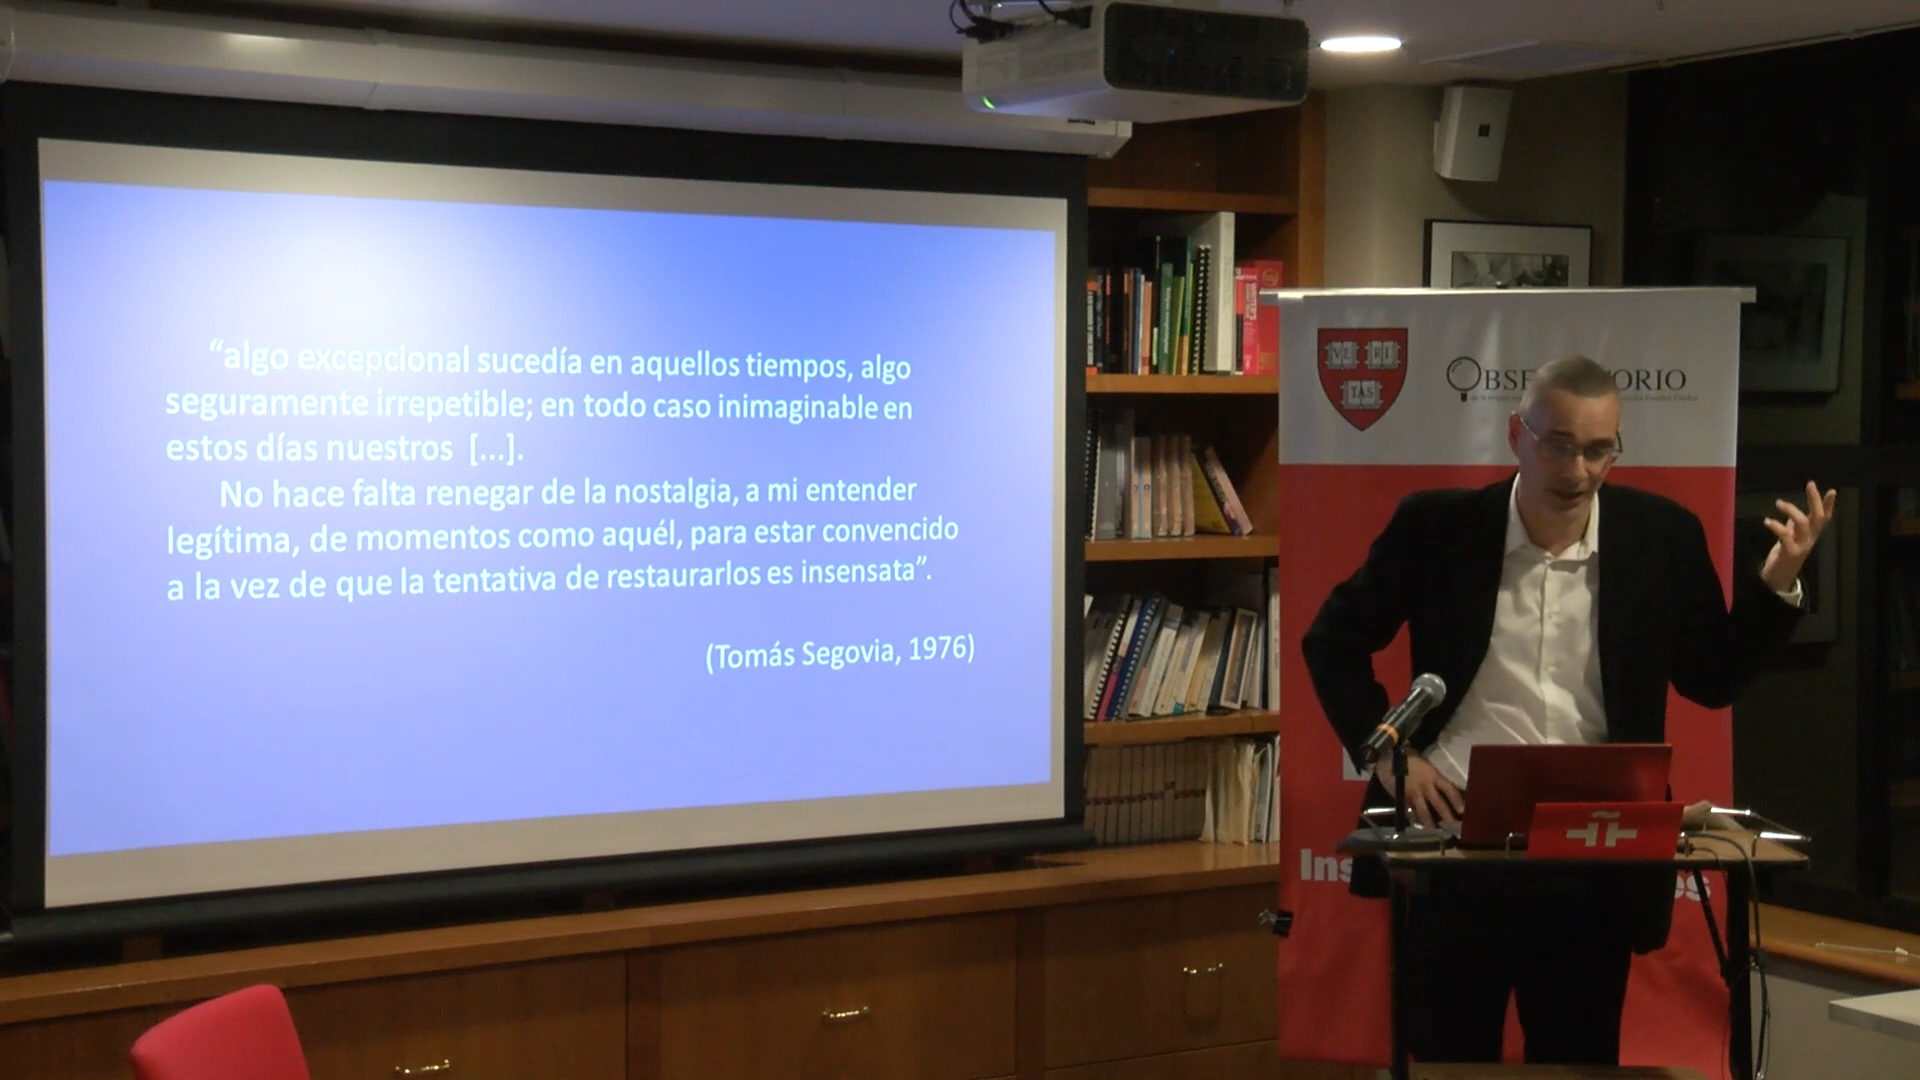 “algo excepcional sucedía en aquellos tiempos, algo
seguramente irrepetible; en todo caso inimaginable en
estos días nuestros [...].
No hace falta renegar de la nostalgia, a mi entender
legítima, de momentos como aquél, para estar convencido
a la vez de que la tentativa de restaurarlos es insensata”.
(Tomás Segovia, 1976)
VE RI
TAS
OBSE ORIO
Ins es